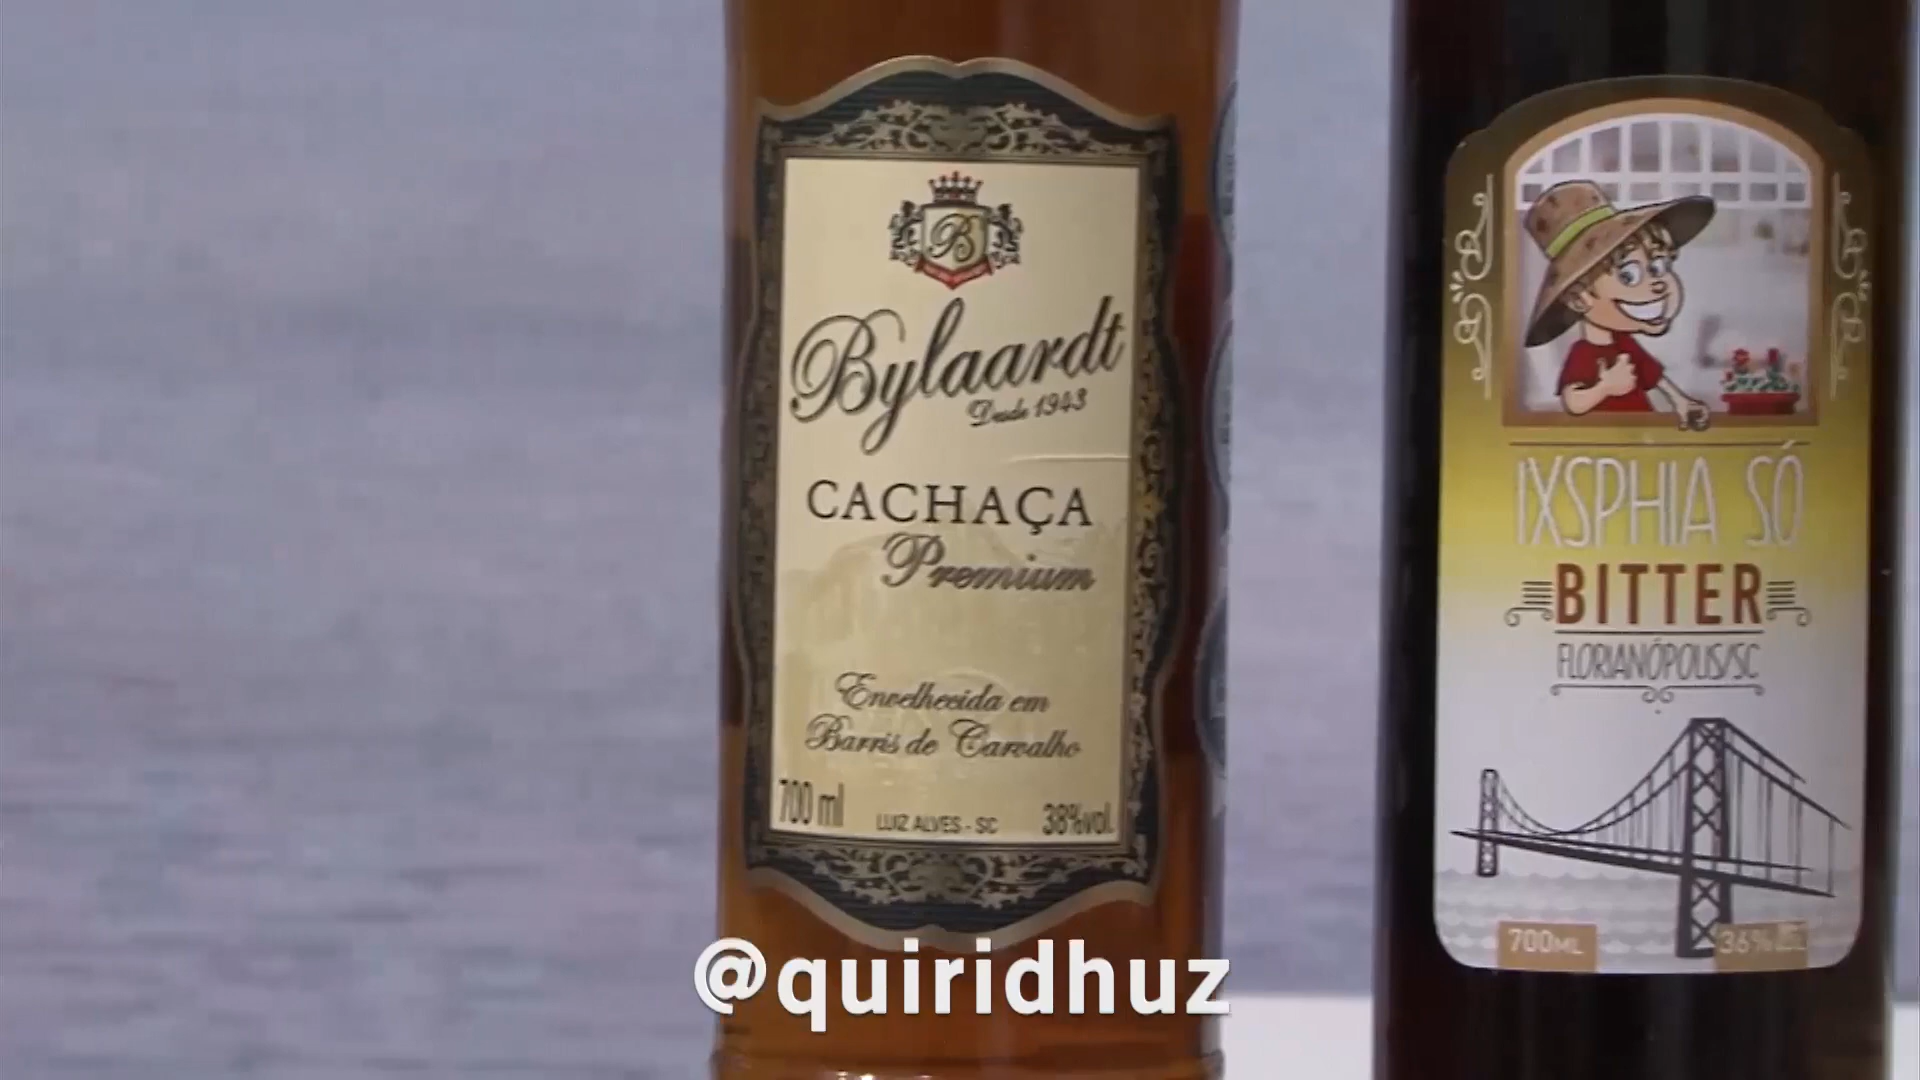 B
Bylaardt
Desde 1943
CACHAÇA
Premium
Envelhecida em
Barris de Carvalho
700 ml
LUIZ ALVES - SC
38%vol.
IXSPHIA SÓ
BITTER
FLORIANÓPOLIS/SC
700ML
36%
@quiridhuz